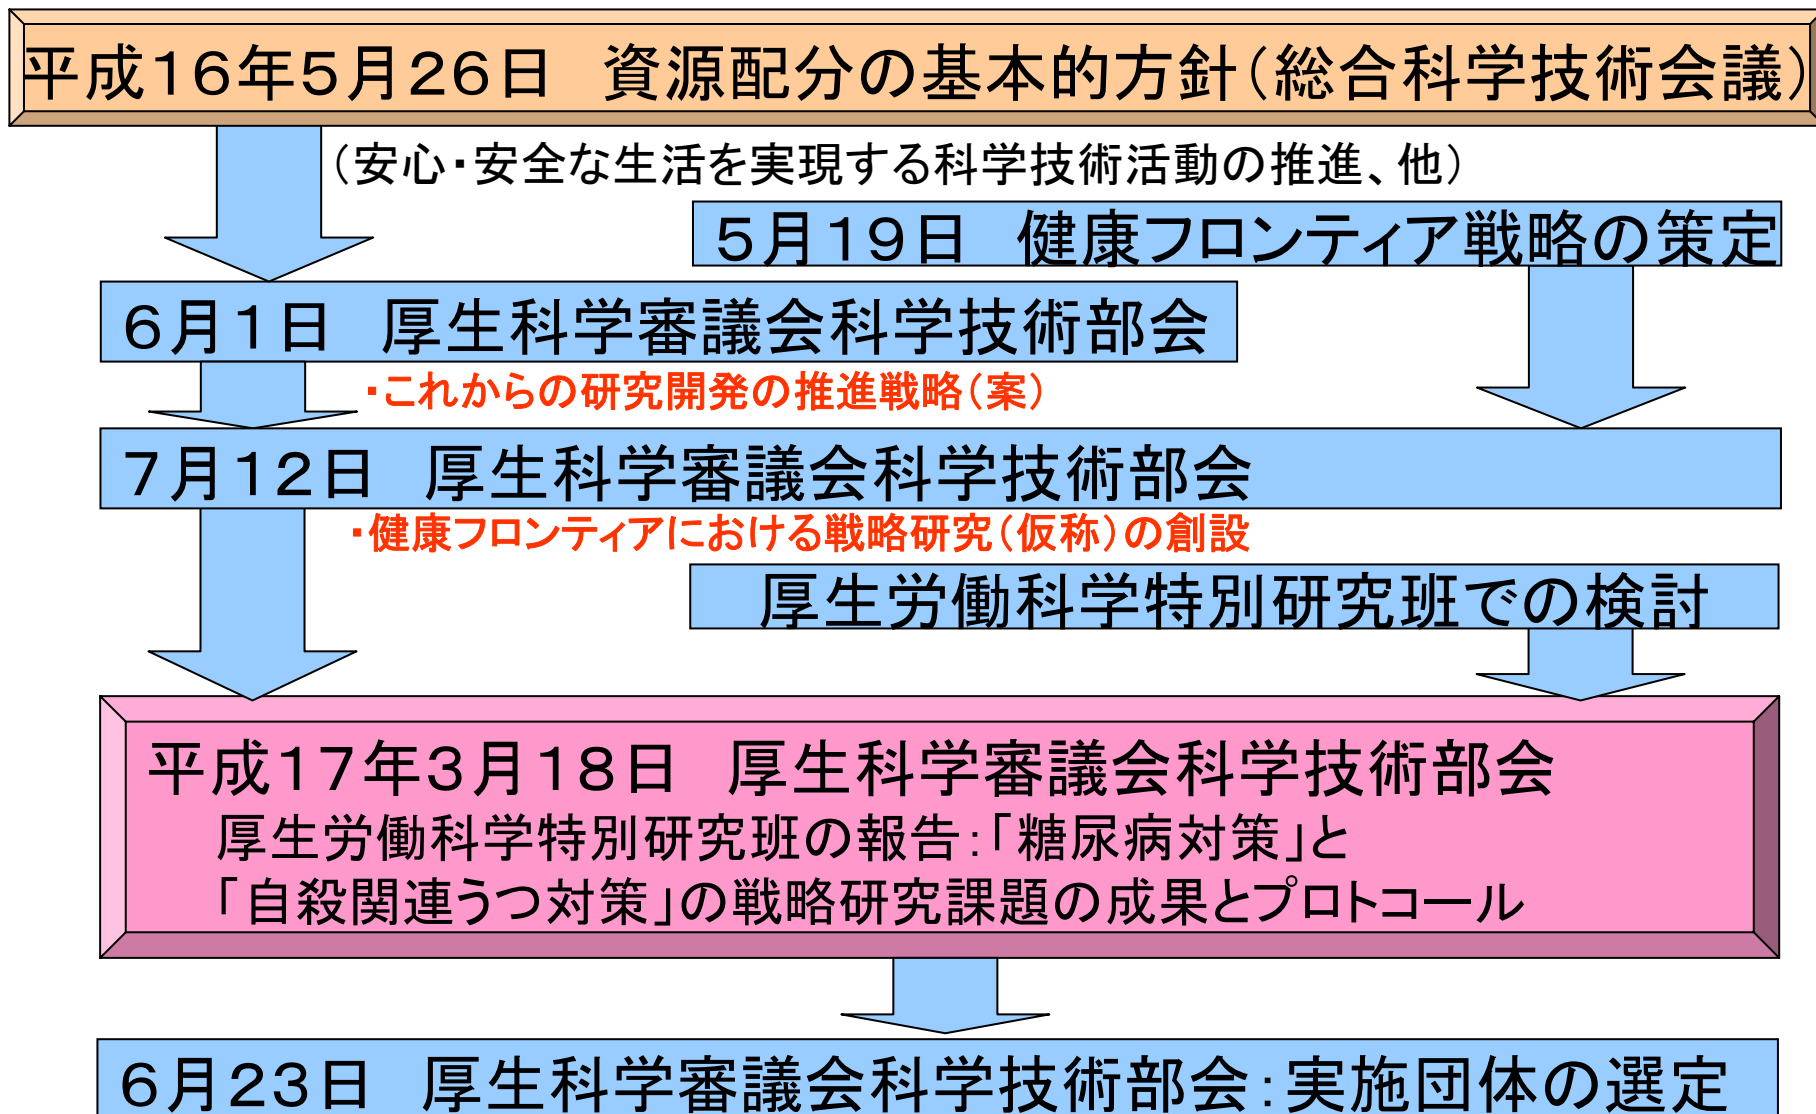 平成16年5月26日　資源配分の基本的方針(総合科学技術会議)
(安心・安全な生活を実現する科学技術活動の推進、他)
5月19日　健康フロンティア戦略の策定
6月1日　厚生科学審議会科学技術部会
・これからの研究開発の推進戦略(案)
7月12日　厚生科学審議会科学技術部会
・健康フロンティアにおける戦略研究(仮称)の創設
厚生労働科学特別研究班での検討
平成17年3月18日　厚生科学審議会科学技術部会
厚生労働科学特別研究班の報告:「糖尿病対策」と
「自殺関連うつ対策」の戦略研究課題の成果とプロトコール
6月23日　厚生科学審議会科学技術部会:実施団体の選定